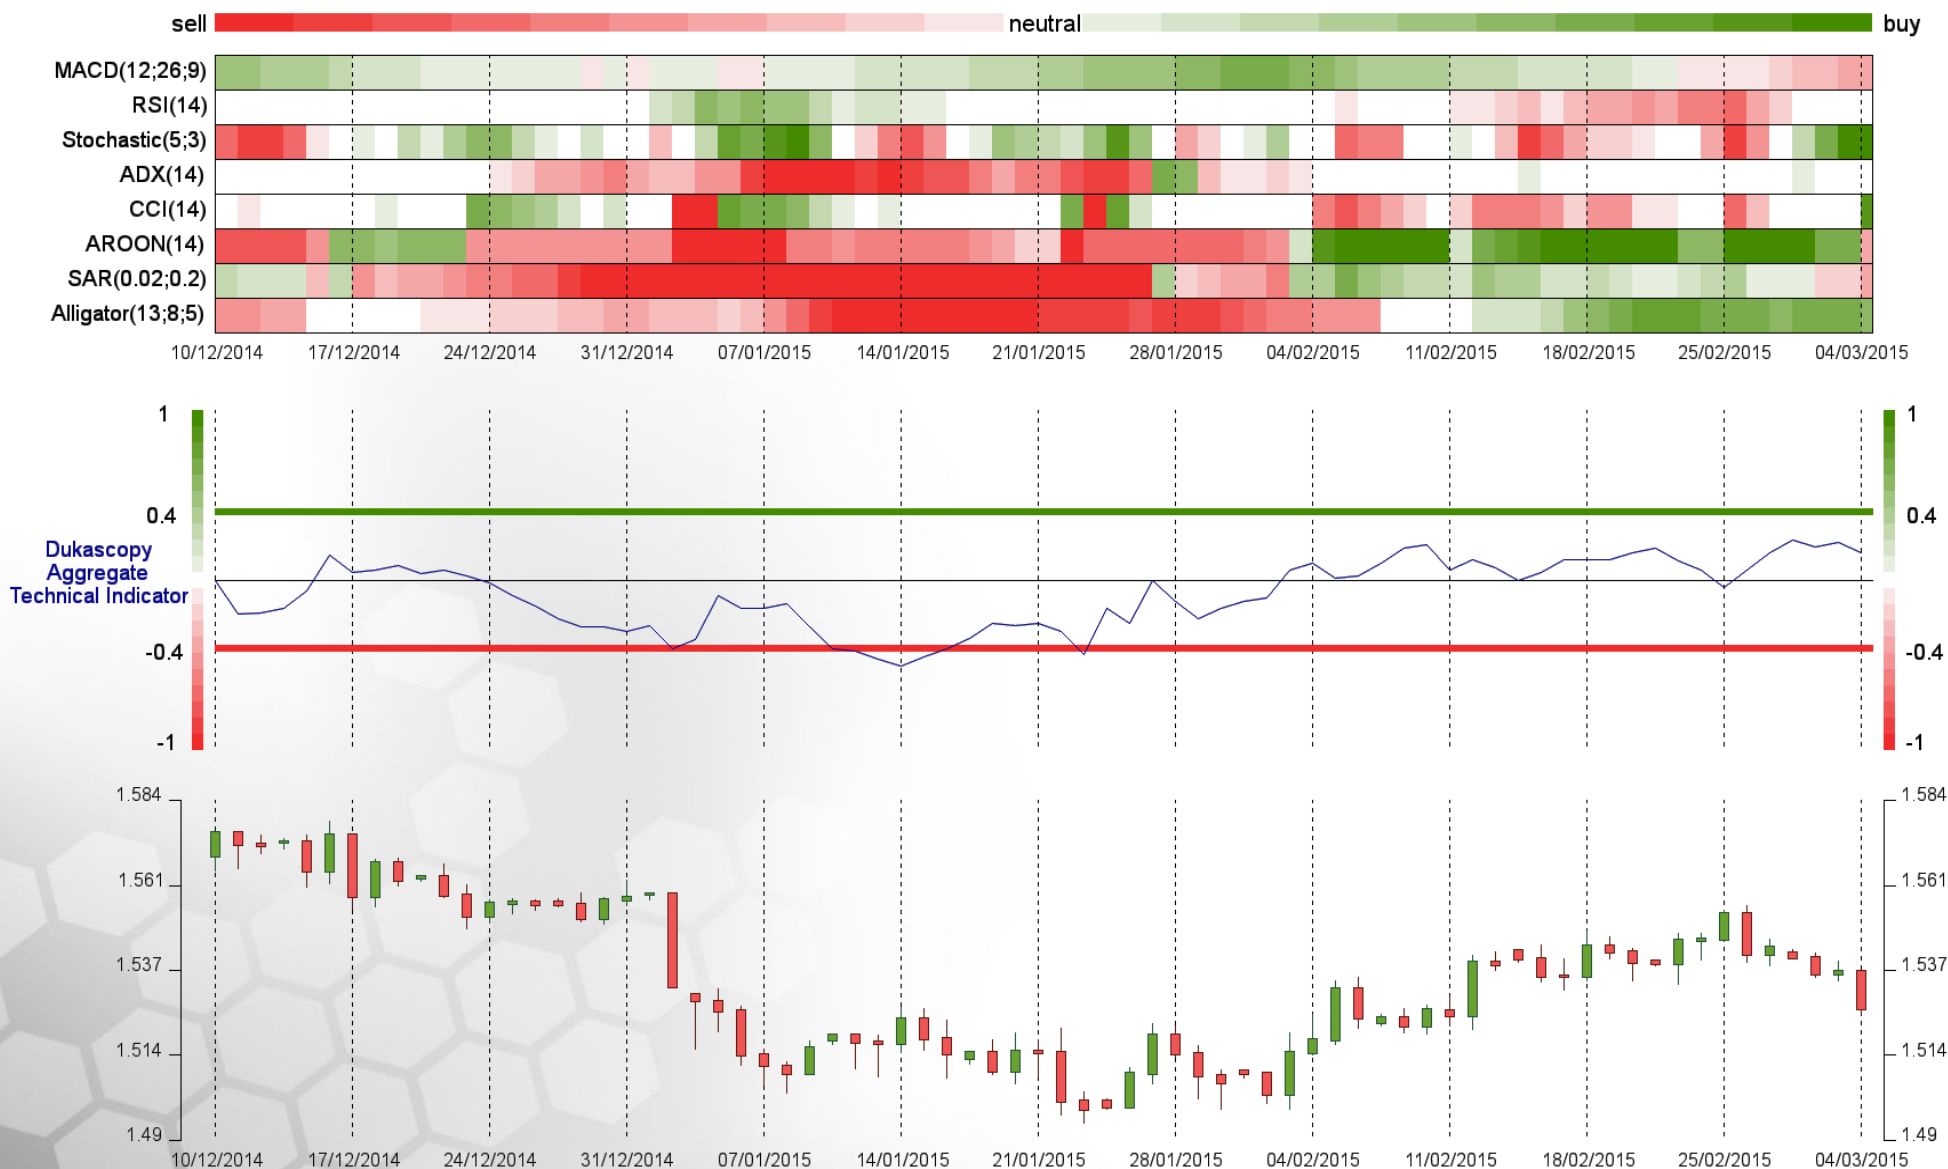 sell neutral buy
MACD(12;26;9)
RSI(14)
Stochastic(5;3)
ADX(14)
CCI(14)
AROON(14)
SAR(0.02;0.2)
Alligator(13;8;5)
10/12/2014 17/12/2014 24/12/2014 31/12/2014 07/01/2015 14/01/2015 21/01/2015 28/01/2015 04/02/2015 11/02/2015 18/02/2015 25/02/2015 04/03/2015
1 1
0.4 0.4
Dukascopy
Aggregate
Technical Indicator
-0.4 -0.4
-1 -1
1.584 1.584
1.561 1.561
1.537 1.537
1.514 1.514
1.49 1.49
10/12/2014 17/12/2014 24/12/2014 31/12/2014 07/01/2015 14/01/2015 21/01/2015 28/01/2015 04/02/2015 11/02/2015 18/02/2015 25/02/2015 04/03/2015